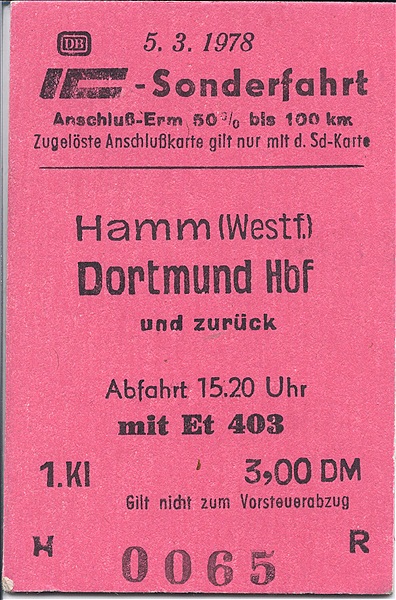 DB 5. 3. 1978
IC-Sonderfahrt
Anschluß-Erm 50% bis 100 km
Zugelöste Anschlußkarte gilt nur mit d. Sd-Karte
Hamm (Westf.)
Dortmund Hbf
und zurück
Abfahrt 15.20 Uhr
mit Et 403
1.Kl 3,00 DM
Gilt nicht zum Vorsteuerabzug
H R
0065